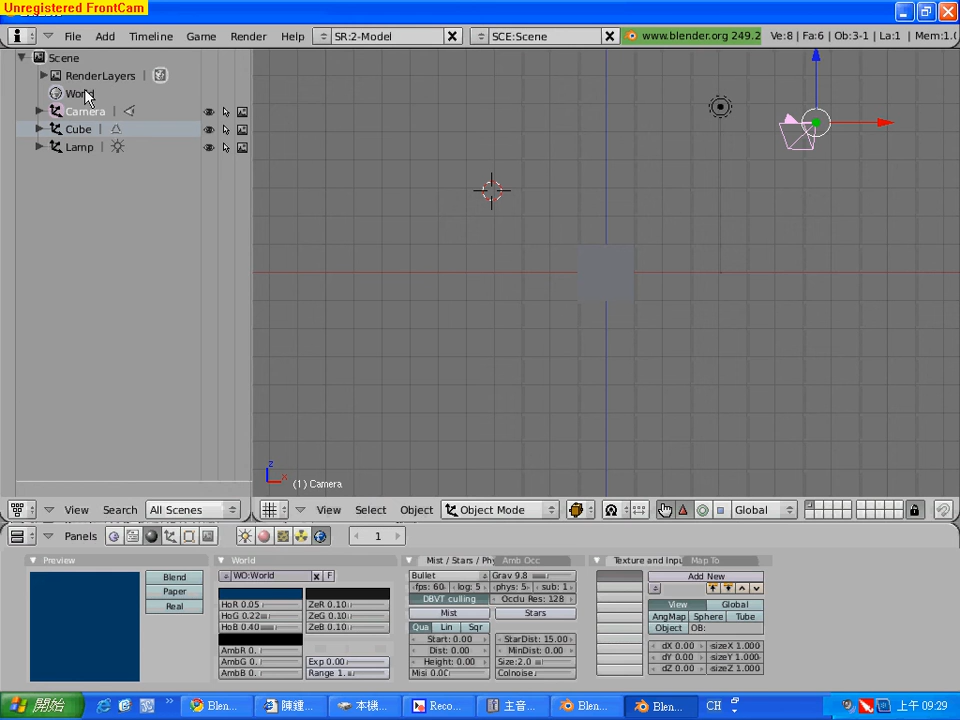 Unregistered FrontCam
File Add Timeline Game Render Help SR:2-Model SCE:Scene www.blender.org 249.2 Ve:8 | Fa:6 | Ob:3-1 | La:1 | Mem:1.
Scene
RenderLayers
World
Camera
Cube
Lamp
z
x
(1) Camera
View Search All Scenes
View Select Object Object Mode Global
Panels 1
Preview
Blend
Paper
Real
World
WO:World F
HoR 0.05 ZeR 0.10
HoG 0.22 ZeG 0.10
HoB 0.40 ZeB 0.10
AmbR 0.
AmbG 0. Exp 0.00
AmbB 0. Range 1.
Mist / Stars / Ph Amb Occ
Bullet Grav 9.8
fps: 60 log: 5 phys: 5 sub: 1
DBVT culling Occlu Res: 128
Mist Stars
Qua Lin Sqr
Start: 0.00 StarDist: 15.00
Dist: 0.00 MinDist: 0.00
Height: 0.00 Size:2.0
Misi 0.00 Colnoise:
Texture and Inpu Map To
Add New
View Global
AngMap Sphere Tube
Object OB:
dX 0.00 sizeX 1.000
dY 0.00 sizeY 1.000
dZ 0.00 sizeZ 1.000
開始 Blen... 陳鍾... 本機... Reco... 主音... Blen... Blen... CH 上午 09:29